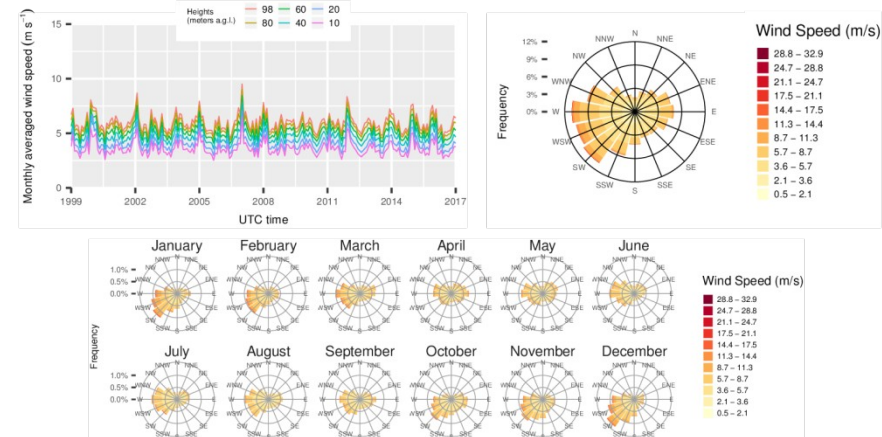 Heights
(meters a.g.l.)
98 60 20
80 40 10
Monthly averaged wind speed (m s⁻¹)
15
10
5
0
1999 2002 2005 2008 2011 2014 2017
UTC time
Frequency
12%
9%
6%
3%
0%
N
NNE
NE
ENE
E
ESE
SE
SSE
S
SSW
SW
WSW
W
WNW
NW
NNW
Wind Speed (m/s)
28.8 – 32.9
24.7 – 28.8
21.1 – 24.7
17.5 – 21.1
14.4 – 17.5
11.3 – 14.4
8.7 – 11.3
5.7 – 8.7
3.6 – 5.7
2.1 – 3.6
0.5 – 2.1
January February March April May June
1.0%
0.5%
0.0%
Frequency
July August September October November December
1.0%
0.5%
0.0%
Wind Speed (m/s)
28.8 – 32.9
24.7 – 28.8
21.1 – 24.7
17.5 – 21.1
14.4 – 17.5
11.3 – 14.4
8.7 – 11.3
5.7 – 8.7
3.6 – 5.7
2.1 – 3.6
0.5 – 2.1